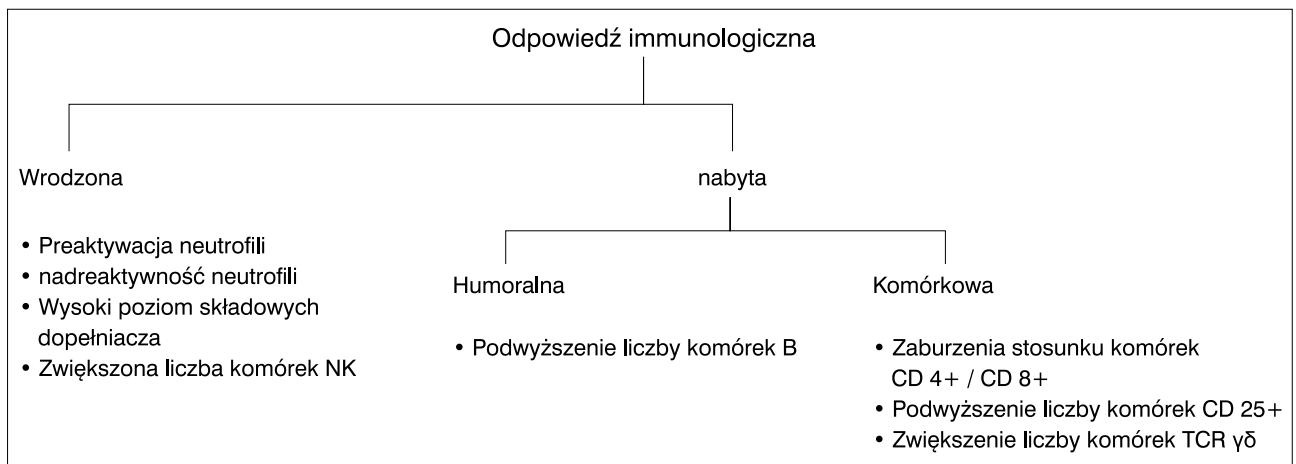 Odpowiedź immunologiczna
Wrodzona
• Preaktywacja neutrofili
• nadreaktywność neutrofili
• Wysoki poziom składowych
dopełniacza
• Zwiększona liczba komórek NK
nabyta
Humoralna
• Podwyższenie liczby komórek B
Komórkowa
• Zaburzenia stosunku komórek
CD 4+ / CD 8+
• Podwyższenie liczby komórek CD 25+
• Zwiększenie liczby komórek TCR γδ